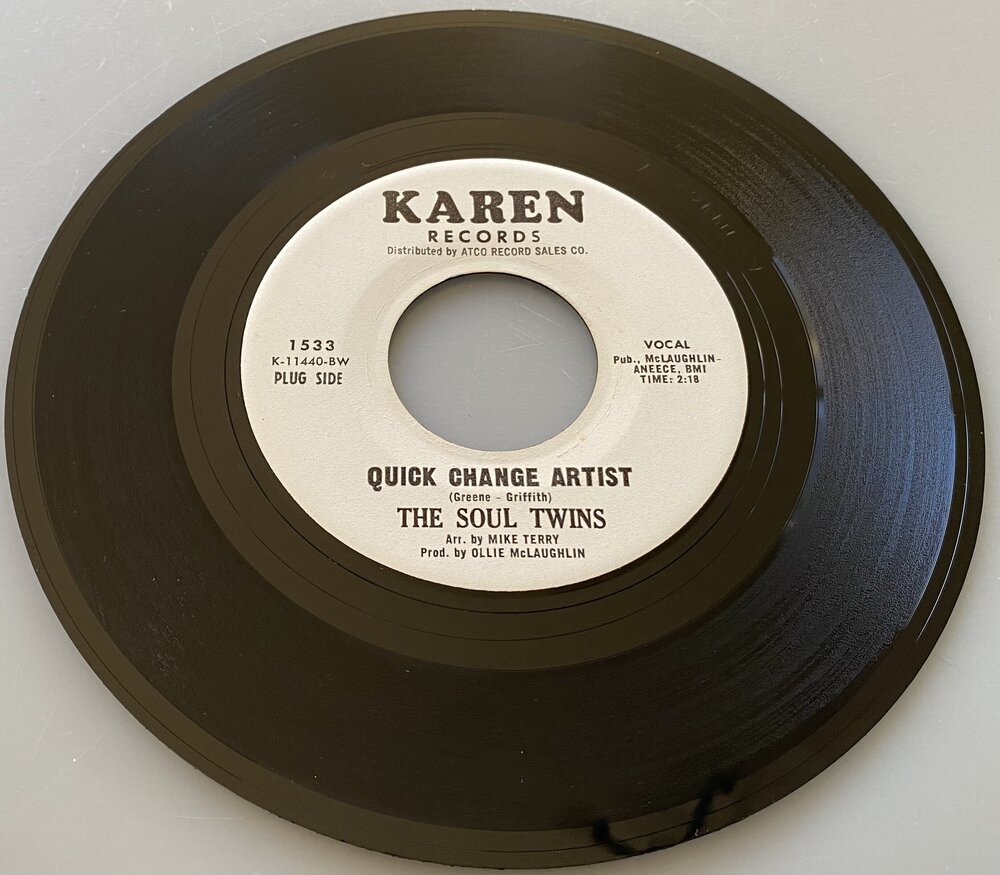 KAREN
RECORDS
Distributed by ATCO RECORD SALES CO.
1533
K-11440-BW
PLUG SIDE
VOCAL
Pub., McLAUGHLIN-
ANEECE, BMI
TIME: 2:18
QUICK CHANGE ARTIST
(Greene - Griffith)
THE SOUL TWINS
Arr. by MIKE TERRY
Prod. by OLLIE McLAUGHLIN